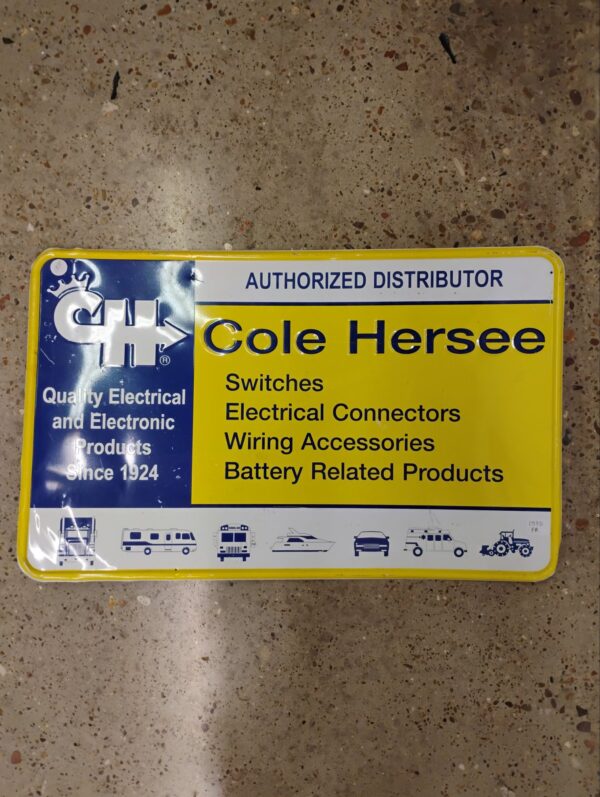 AUTHORIZED DISTRIBUTOR
CH®
Cole Hersee
Quality Electrical
and Electronic
Products
Since 1924
Switches
Electrical Connectors
Wiring Accessories
Battery Related Products